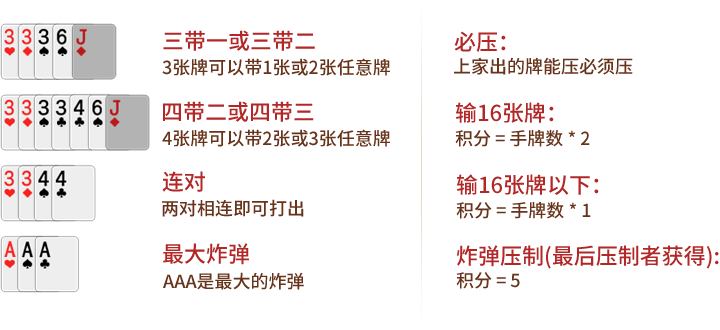 3 3 3 6 J
三带一或三带二
3张牌可以带1张或2张任意牌
3 3 3 3 4 6 J
四带二或四带三
4张牌可以带2张或3张任意牌
3 3 4 4
连对
两对相连即可打出
A A A
最大炸弹
AAA是最大的炸弹
必压:
上家出的牌能压必须压
输16张牌:
积分 = 手牌数 * 2
输16张牌以下:
积分 = 手牌数 * 1
炸弹压制(最后压制者获得):
积分 = 5